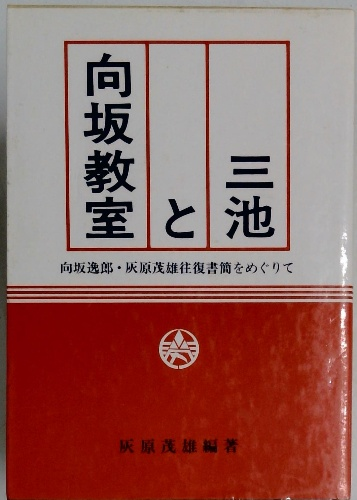 三池
と
向坂教室
向坂逸郎・灰原茂雄往復書簡をめぐりて
灰原茂雄編著